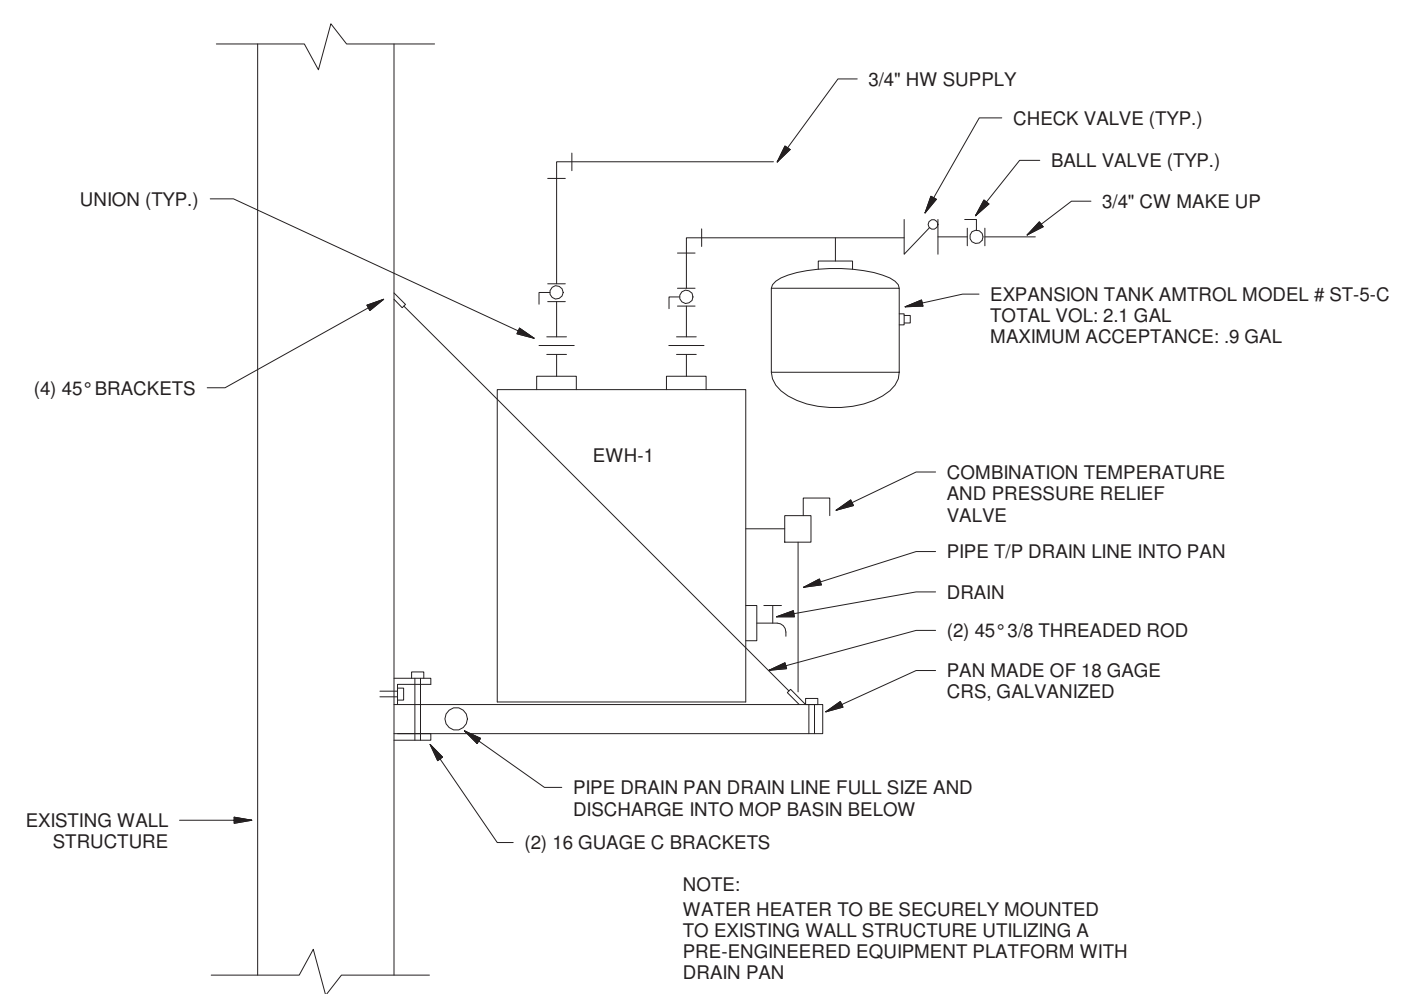 3/4" HW SUPPLY
CHECK VALVE (TYP.)
BALL VALVE (TYP.)
3/4" CW MAKE UP
UNION (TYP.)
EXPANSION TANK AMTROL MODEL # ST-5-C
TOTAL VOL: 2.1 GAL
MAXIMUM ACCEPTANCE: .9 GAL
(4) 45° BRACKETS
EWH-1
COMBINATION TEMPERATURE
AND PRESSURE RELIEF
VALVE
PIPE T/P DRAIN LINE INTO PAN
DRAIN
(2) 45° 3/8 THREADED ROD
PAN MADE OF 18 GAGE
CRS, GALVANIZED
PIPE DRAIN PAN DRAIN LINE FULL SIZE AND
DISCHARGE INTO MOP BASIN BELOW
EXISTING WALL
STRUCTURE
(2) 16 GUAGE C BRACKETS
NOTE:
WATER HEATER TO BE SECURELY MOUNTED
TO EXISTING WALL STRUCTURE UTILIZING A
PRE-ENGINEERED EQUIPMENT PLATFORM WITH
DRAIN PAN